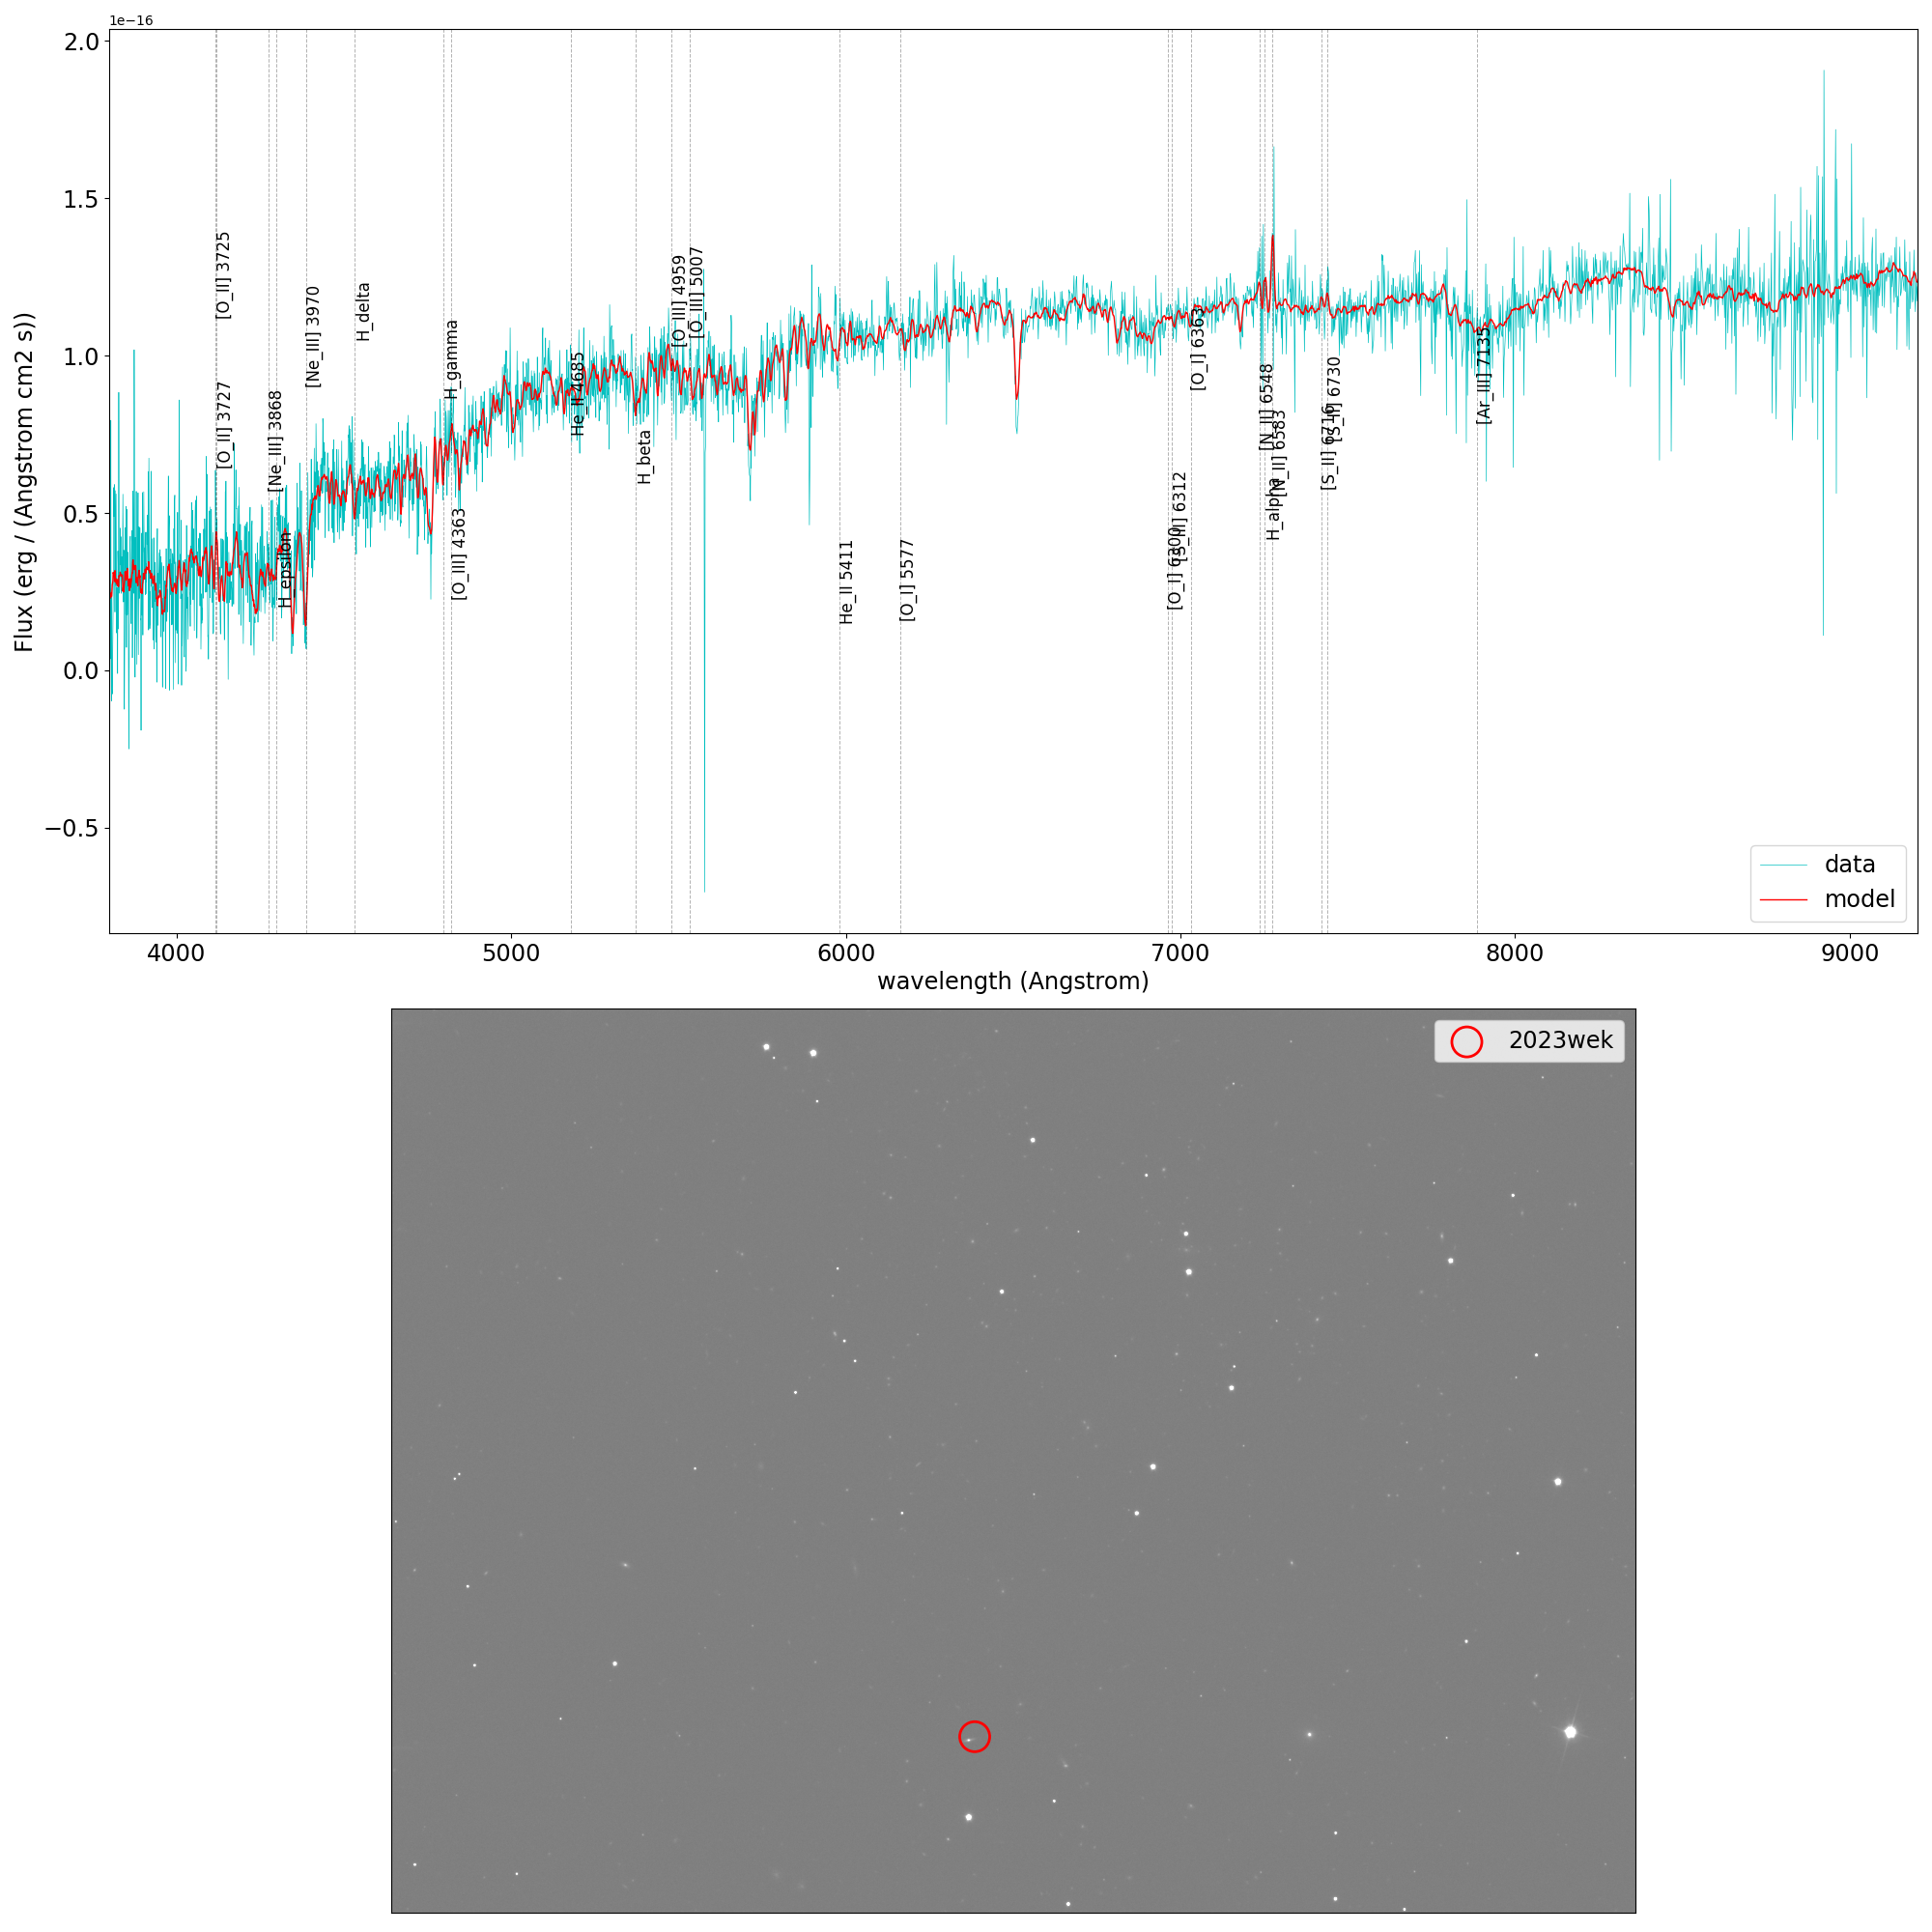 1e−16
2.0
1.5
1.0
0.5
0.0
−0.5
Flux (erg / (Angstrom cm2 s))
[O_II] 3725
[O_II] 3727
[Ne_III] 3868
H_epsilon
[Ne_III] 3970
H_delta
H_gamma
[O_III] 4363
He_II 4685
H_beta
[O_III] 4959
[O_III] 5007
He_II 5411
[O_I] 5577
[O_I] 6300
[S_III] 6312
[O_I] 6363
[N_II] 6548
H_alpha
[N_II] 6583
[S_II] 6716
[S_II] 6730
[Ar_III] 7135
data
model
4000 5000 6000 7000 8000 9000
wavelength (Angstrom)
2023wek